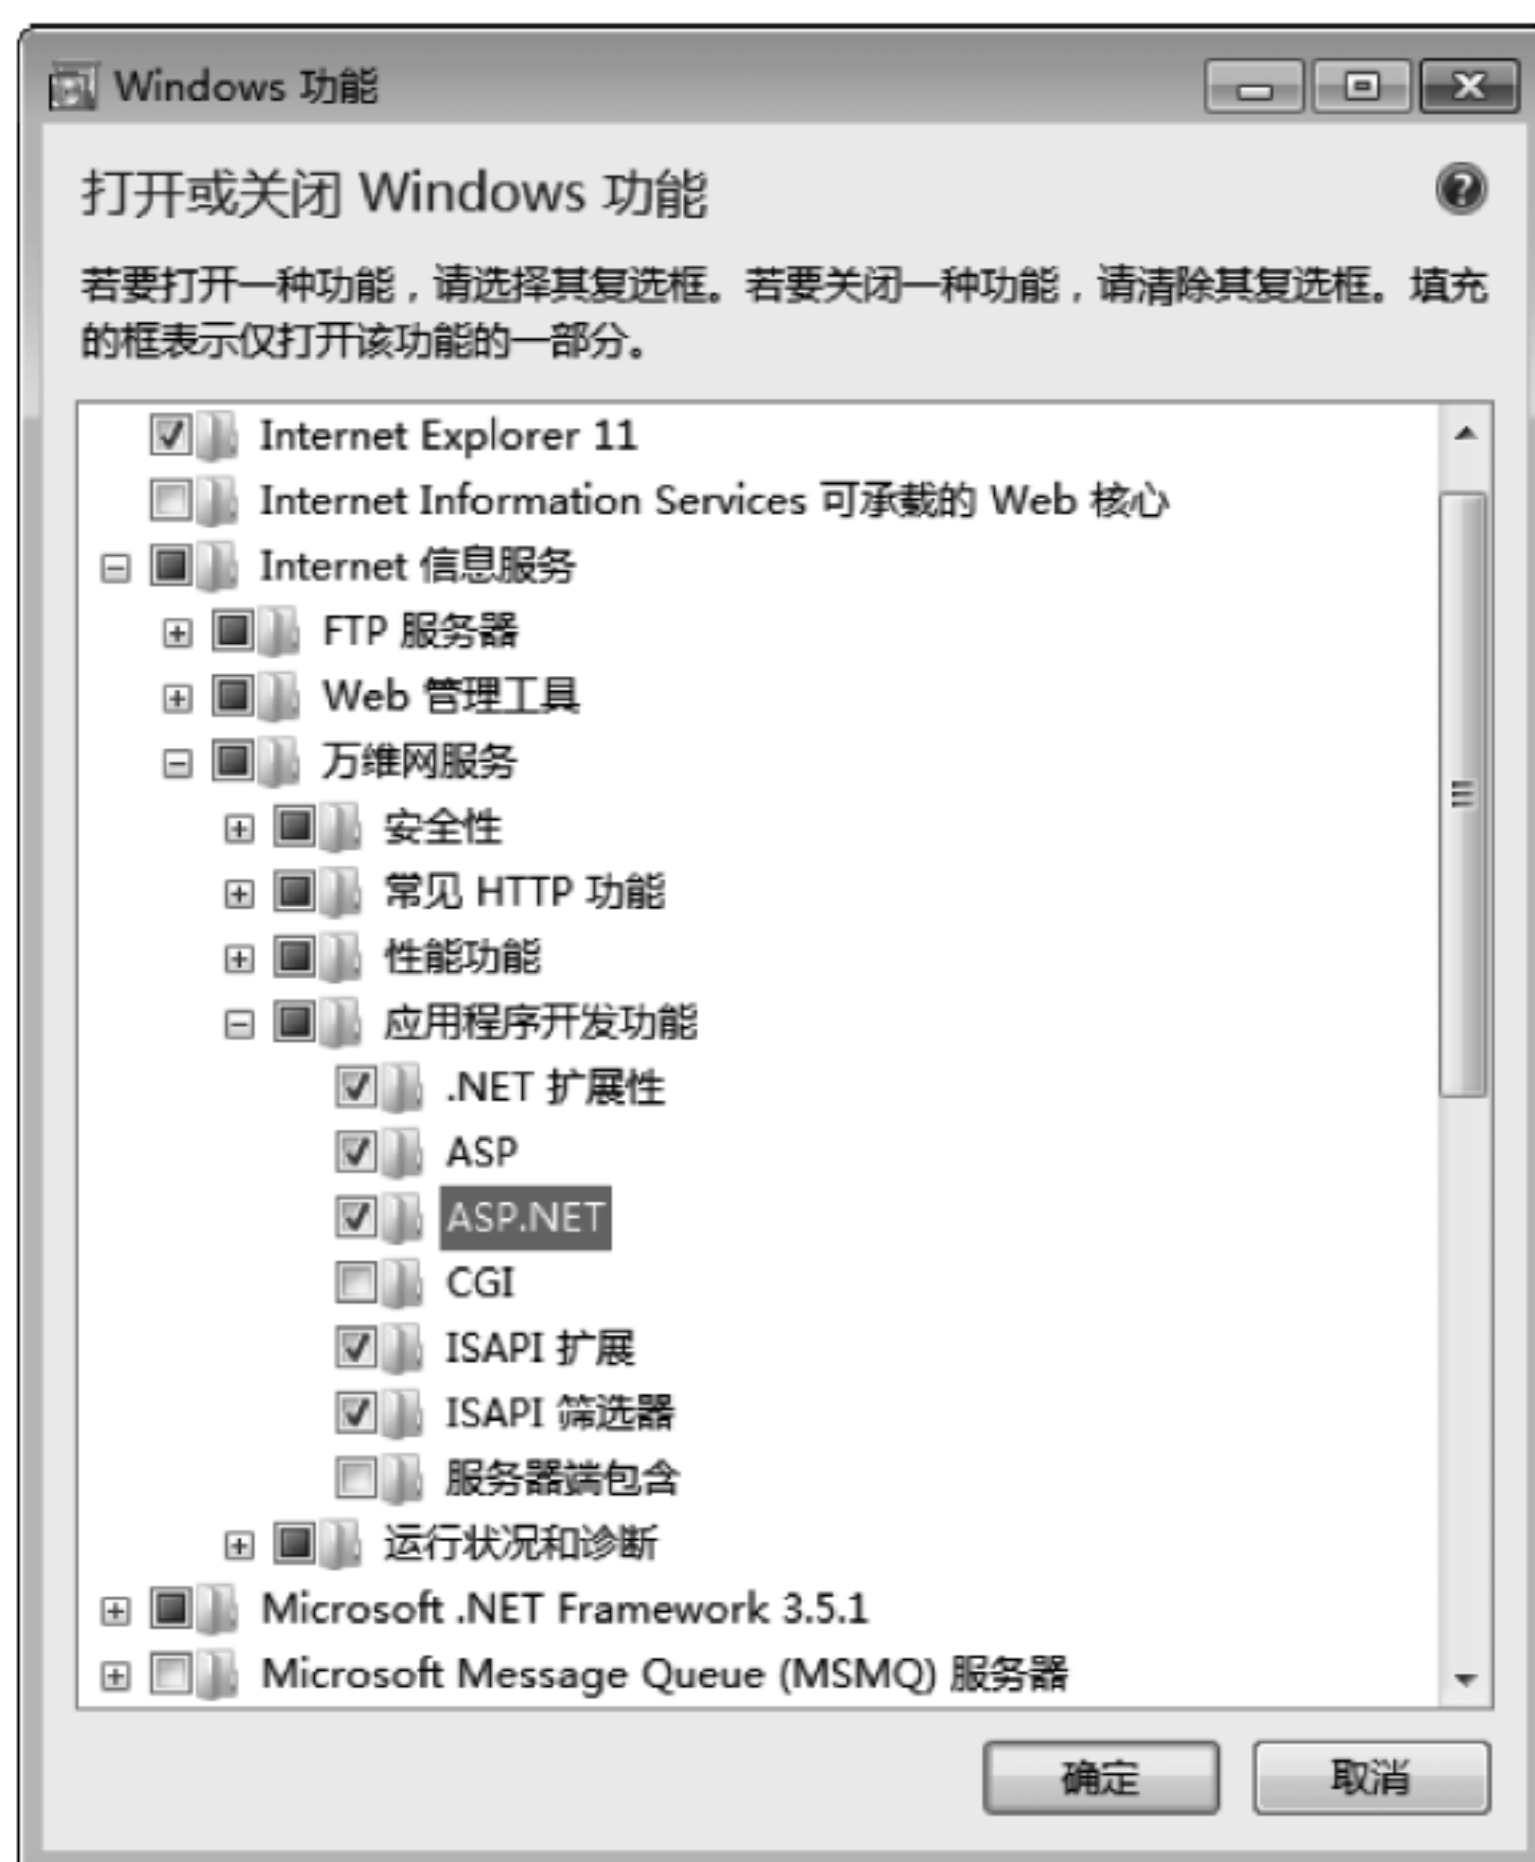 Windows 功能
打开或关闭 Windows 功能
若要打开一种功能，请选择其复选框。若要关闭一种功能，请清除其复选框。填充
的框表示仅打开该功能的一部分。
Internet Explorer 11
Internet Information Services 可承载的 Web 核心
Internet 信息服务
FTP 服务器
Web 管理工具
万维网服务
安全性
常见 HTTP 功能
性能功能
应用程序开发功能
.NET 扩展性
ASP
ASP.NET
CGI
ISAPI 扩展
ISAPI 筛选器
服务器端包含
运行状况和诊断
Microsoft .NET Framework 3.5.1
Microsoft Message Queue (MSMQ) 服务器
确定 取消